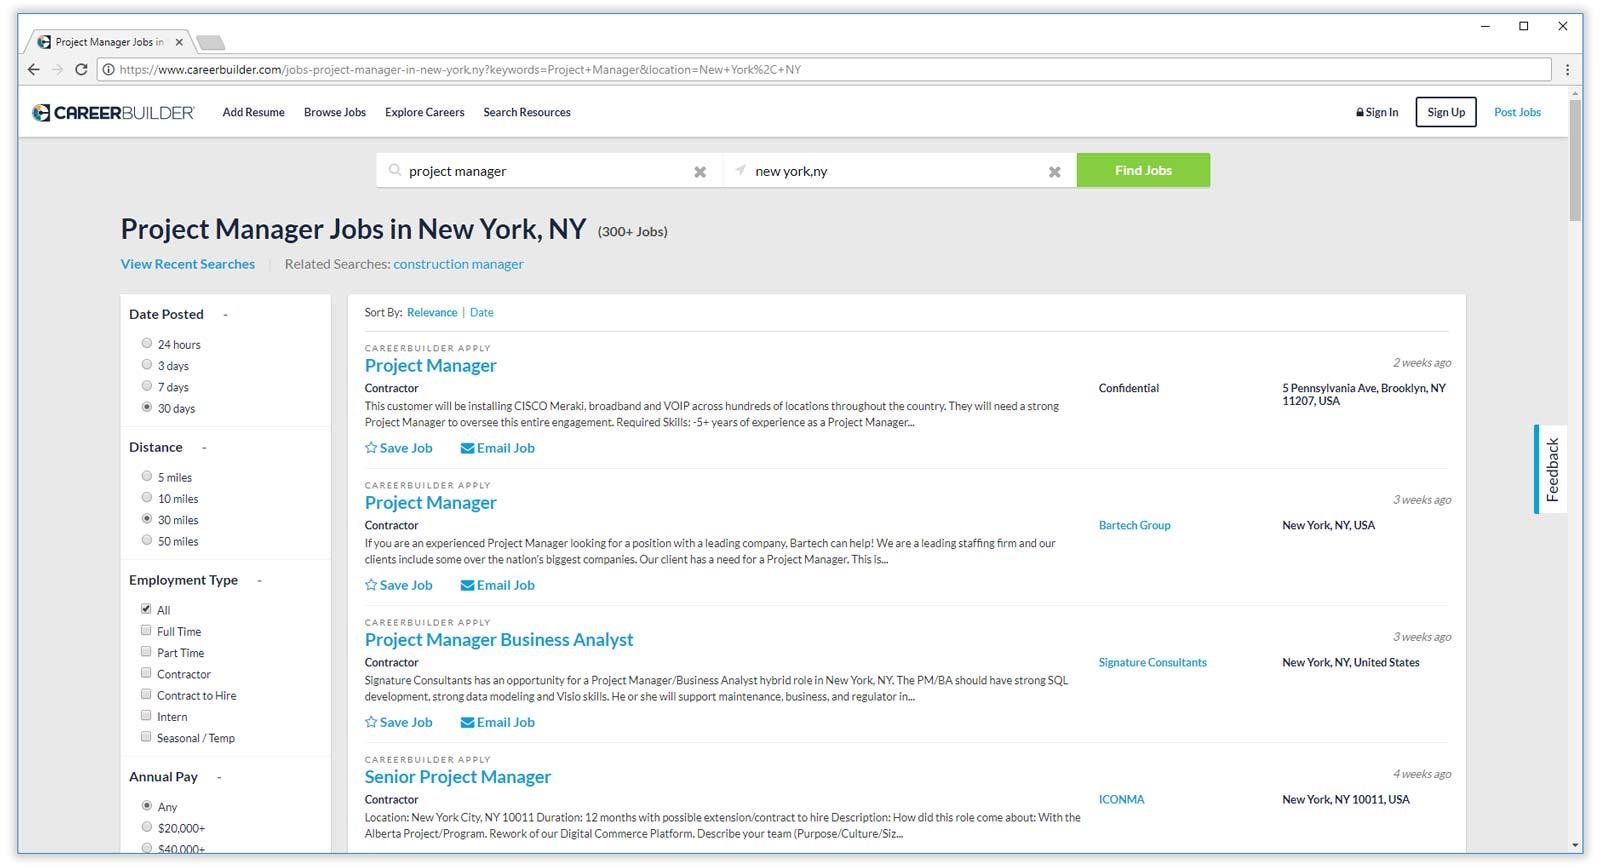 Project Manager Jobs in
https://www.careerbuilder.com/jobs-project-manager-in-new-york,ny?keywords=Project+Manager&location=New+York%2C+NY
CAREERBUILDER Add Resume Browse Jobs Explore Careers Search Resources Sign In Sign Up Post Jobs
project manager new york,ny Find Jobs
Project Manager Jobs in New York, NY (300+ Jobs)
View Recent Searches | Related Searches: construction manager
Date Posted -
24 hours
3 days
7 days
30 days
Distance -
5 miles
10 miles
30 miles
50 miles
Employment Type -
All
Full Time
Part Time
Contractor
Contract to Hire
Intern
Seasonal / Temp
Annual Pay -
Any
$20,000+
$40,000+
Sort By: Relevance | Date
CAREERBUILDER APPLY
Project Manager 2 weeks ago
Contractor Confidential 5 Pennsylvania Ave, Brooklyn, NY
11207, USA
This customer will be installing CISCO Meraki, broadband and VOIP across hundreds of locations throughout the country. They will need a strong
Project Manager to oversee this entire engagement. Required Skills: -5+ years of experience as a Project Manager...
Save Job Email Job
CAREERBUILDER APPLY
Project Manager 3 weeks ago
Contractor Bartech Group New York, NY, USA
If you are an experienced Project Manager looking for a position with a leading company, Bartech can help! We are a leading staffing firm and our
clients include some over the nation's biggest companies. Our client has a need for a Project Manager. This is...
Save Job Email Job
CAREERBUILDER APPLY
Project Manager Business Analyst 3 weeks ago
Contractor Signature Consultants New York, NY, United States
Signature Consultants has an opportunity for a Project Manager/Business Analyst hybrid role in New York, NY. The PM/BA should have strong SQL
development, strong data modeling and Visio skills. He or she will support maintenance, business, and regulator in...
Save Job Email Job
CAREERBUILDER APPLY
Senior Project Manager 4 weeks ago
Contractor ICONMA New York, NY 10011, USA
Location: New York City, NY 10011 Duration: 12 months with possible extension/contract to hire Description: How did this role come about: With the
Alberta Project/Program. Rework of our Digital Commerce Platform. Describe your team (Purpose/Culture/Siz...
Feedback